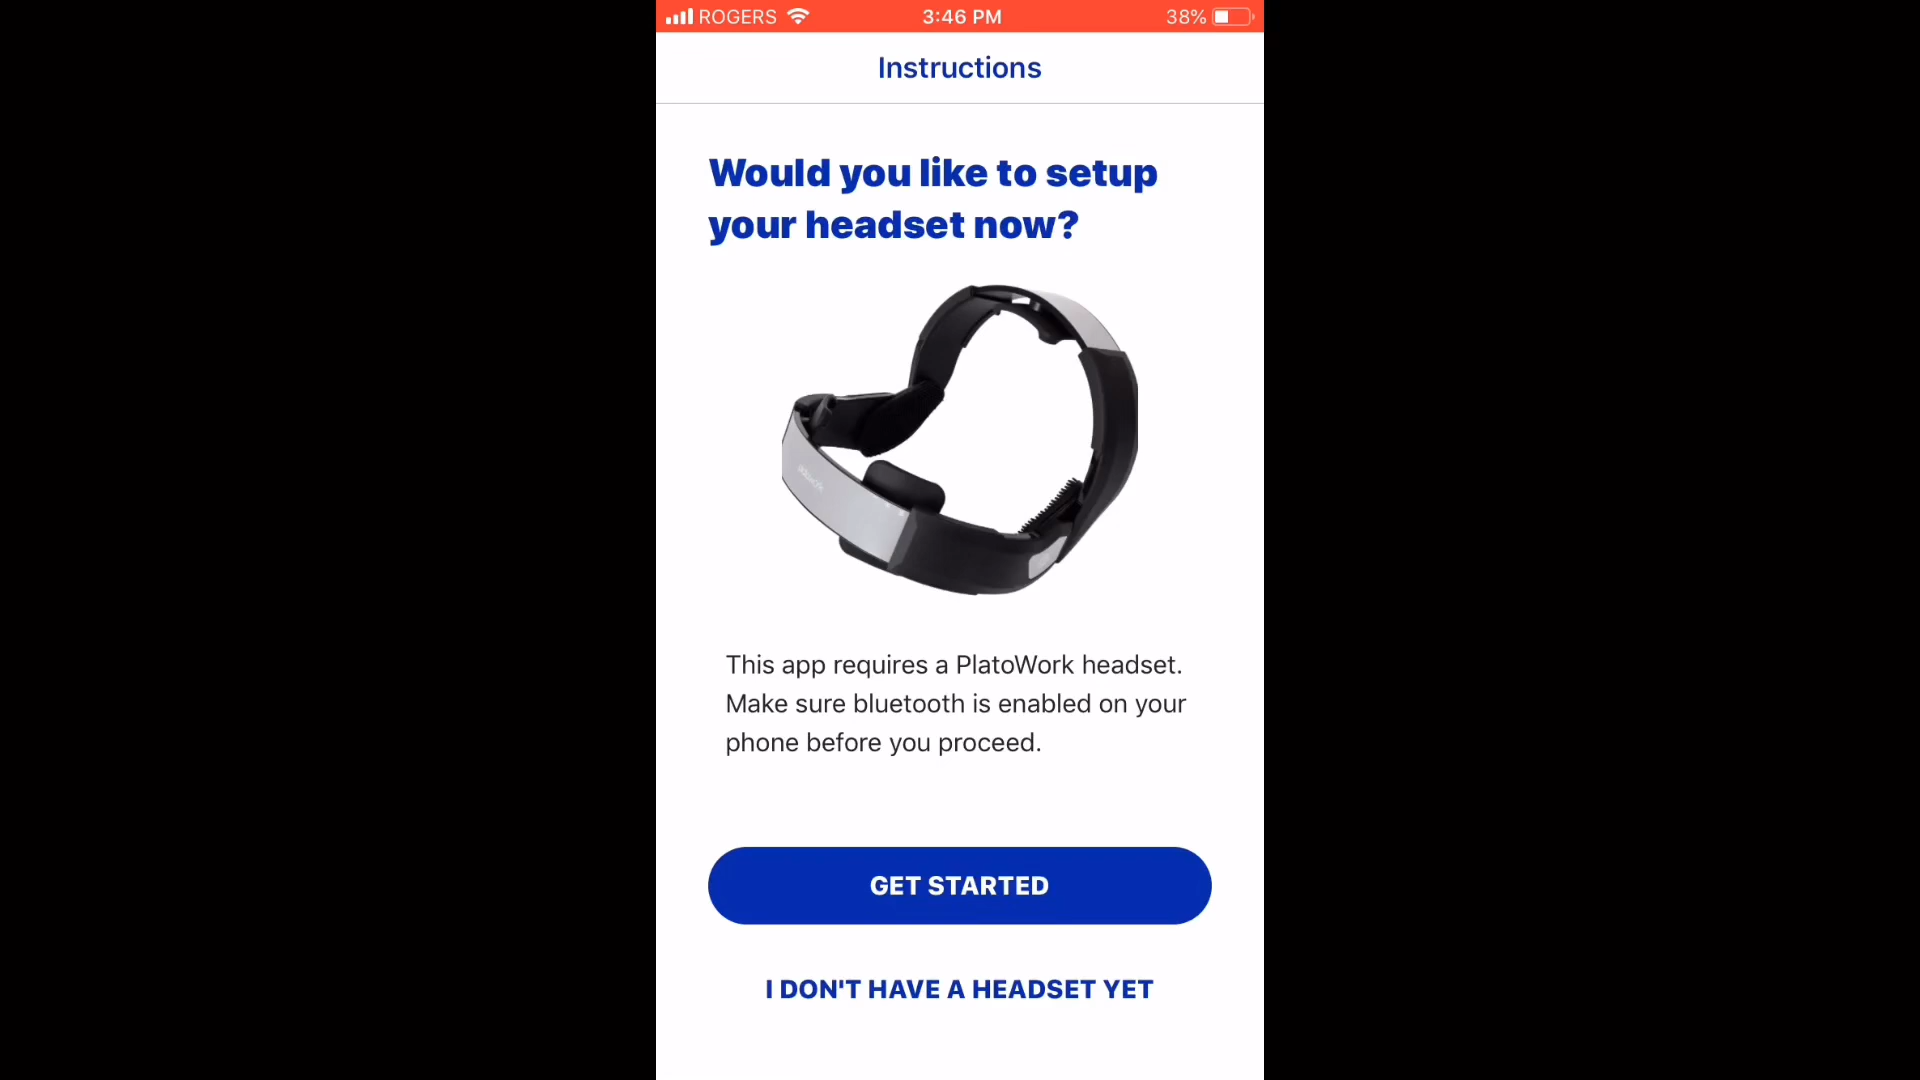 ROGERS 3:46 PM 38%
Instructions
Would you like to setup
your headset now?
This app requires a PlatoWork headset.
Make sure bluetooth is enabled on your
phone before you proceed.
GET STARTED
I DON'T HAVE A HEADSET YET